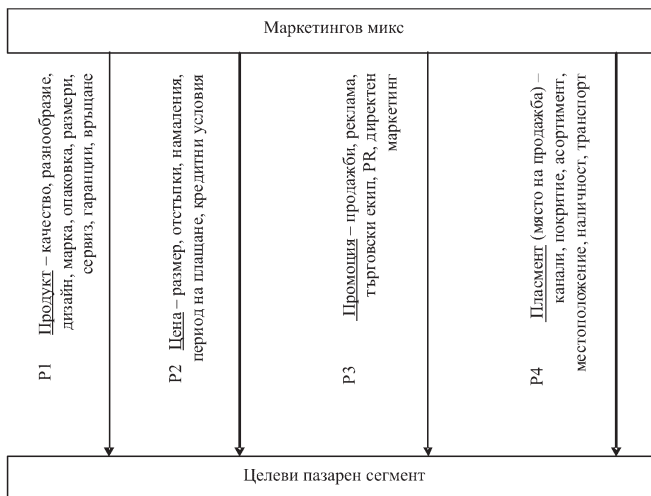 Маркетингов микс
P1 Продукт – качество, разнообразие,
дизайн, марка, опаковка, размери,
сервиз, гаранции, връщане
P2 Цена – размер, отстъпки, намаления,
период на плащане, кредитни условия
P3 Промоция – продажби, реклама,
търговски екип, PR, директен
маркетинг
P4 Пласмент (място на продажба) –
канали, покритие, асортимент,
местоположение, наличност, транспорт
Целеви пазарен сегмент